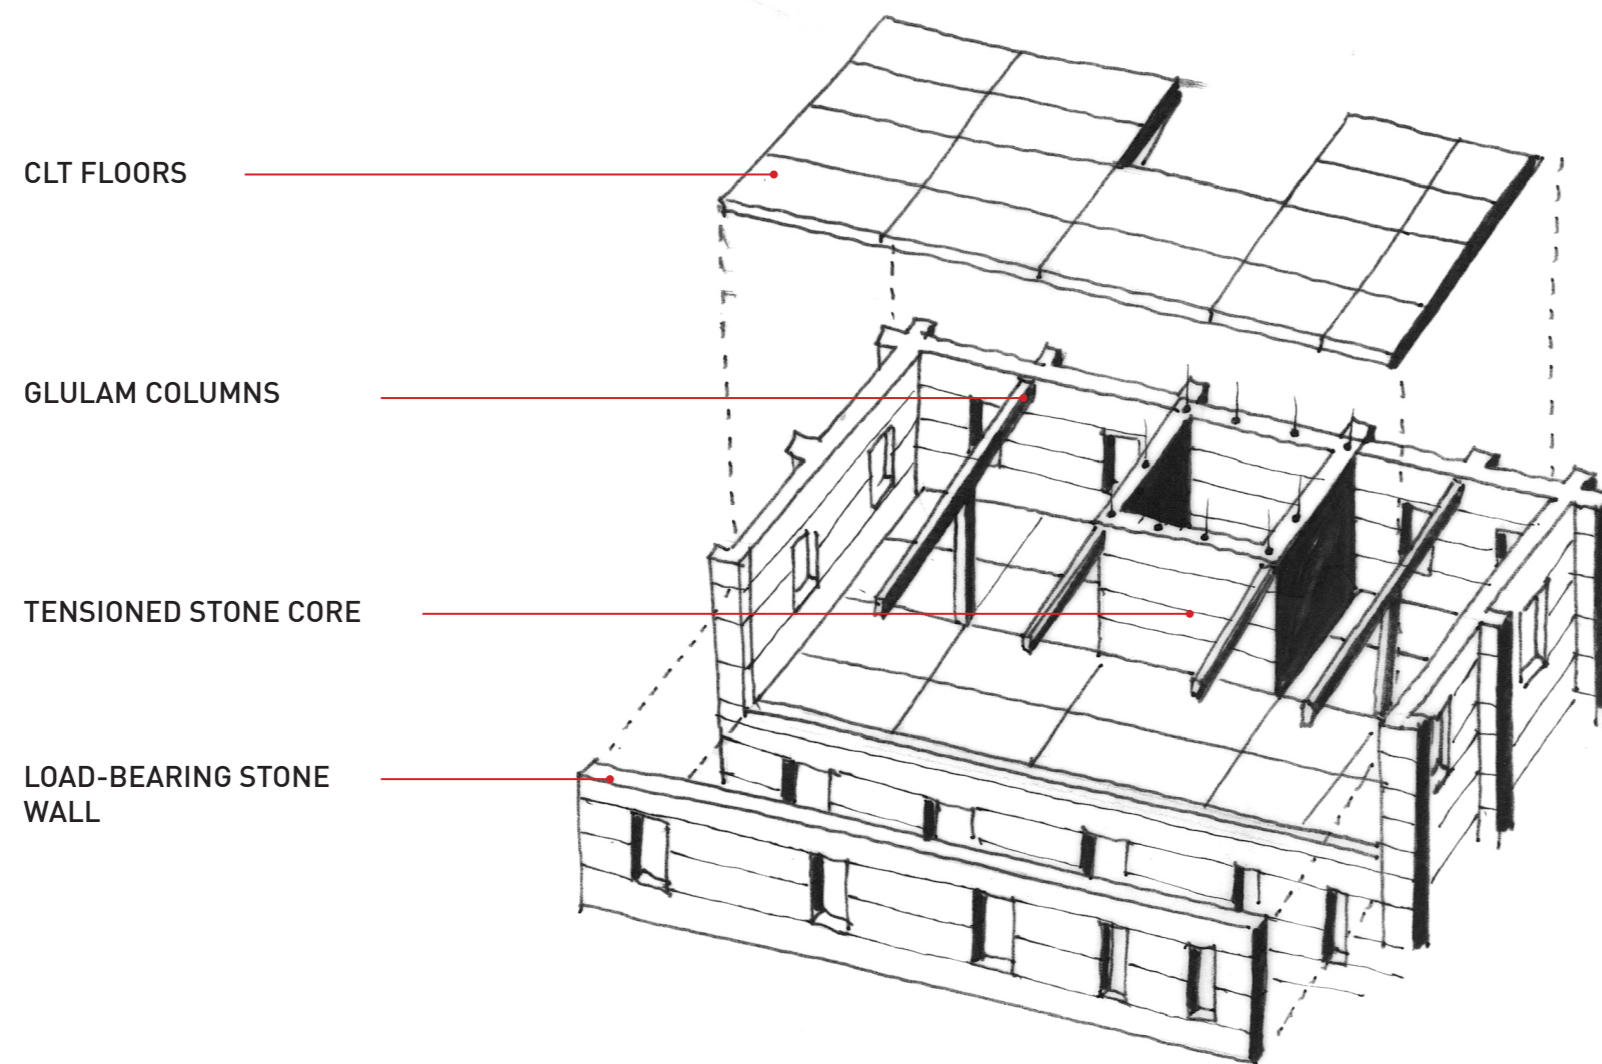 CLT FLOORS
GLULAM COLUMNS
TENSIONED STONE CORE
LOAD-BEARING STONE
WALL